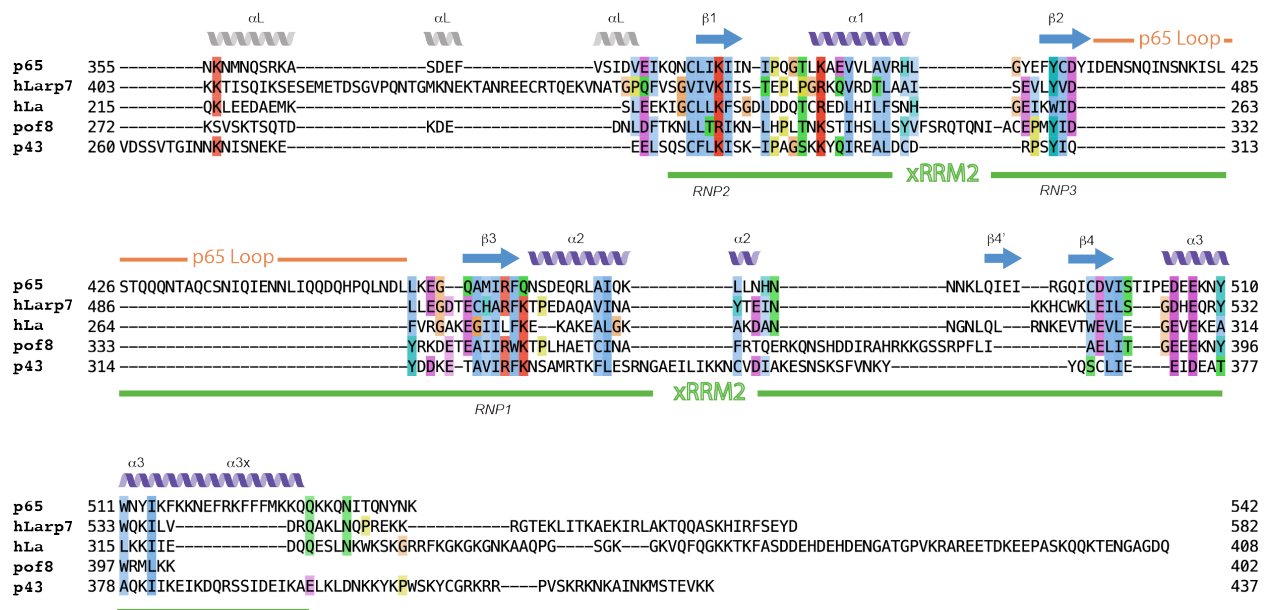 αL αL αL β1 α1 β2 p65 Loop
p65 355 ---------NKNMNQSRKA--------------SDEF--------------VSIDVEIKQNCLIKIN-IPQGTLKAEVVLAVRHL----------GYEFYCDYIDENSNQINSNKISL 425
hLarp7 403 ---------KKTISQIKSESEMETDSGVPQNTGMKNEKTANREECRTQEKVNATGPQFVSGVIVKIIS-TEPLPGRKQVRDTLAAI----------SEVLYVD---------------- 485
hLa 215 ---------QKLEEDAEMK-----------------------------------SLEEKIGCLLKFSGDLDDQTCREDLHILFSNH----------GEIKWID---------------- 263
pof8 272 ---------KSVSKTSQTD--------------KDE-----------------DNLDFTKNLLTRIKN-LHPLTNKSTIHSLLSYVFSRQTQNI-ACEPMYID---------------- 332
p43 260 VDSSVTGINNKNISNEKE-------------------------------------EELSQSCFLKISK-IPAGSKKYQIREALDCD-----------RPSYIQ---------------- 313
xRRM2
RNP2 RNP3
p65 Loop β3 α2 α2 β4' β4 α3
p65 426 STQQQNTAQCSNIQIENNLIQQDQHPQLNDLLKEG--QAMIRFQNSDEQRLAIQK----------LLNHN---------------------NNKLQIEI---RGQICDVISTIPEDEEKNY 510
hLarp7 486 -------------------------------LLEGDTECHARFKTPEDAQAVINA----------YTEIN------------------------KKHCWKLEILS---GDHEQRY 532
hLa 264 -------------------------------FVRGAKEGIILFKE--KAKEALGK----------AKDAN------------------NGNLQL---RNKEVTWEVLE---GEVEKEA 314
pof8 333 -------------------------------YRKDETEAIIRWKTPLHAETCINA----------FRTQERKQNSHDDIRAHRKKGSSRPFLI----------AELIT---GEEEKNY 396
p43 314 -------------------------------YDDKE-TAVIRFKNSAMRTKFLESRNGAEILIKKNCVDIAKESNSKSFVNKY-------------------YQSCLIE----EIDEAT 377
xRRM2
RNP1
α3 α3x
p65 511 WNYIKFKKNEFRKFFFMKKQQKKQNITQNYNK 542
hLarp7 533 WQKILV------------DRQAKLNQPREKK-----------RGTEKLITKAEKIRLAKTQQASKHIRFSEYD 582
hLa 315 LKKIIE------------DQQESLNKWKSKGRRFKGKGKGNKAAQPG----SGK---GKVQFQGKKTKFASDDEHDEHDENGATGPVKRAREETDKEEPASKQQKTENGAGDQ 408
pof8 397 WRMLKK 402
p43 378 AQKIIKEIKDQRSSIDEIKAELKLDNKKYKPWSKYCGRKRR----PVSKRKNKAINKMSTEVKK 437